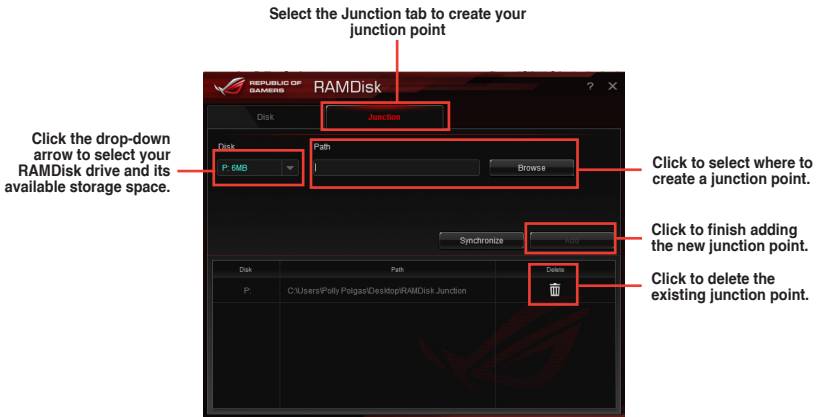 Select the Junction tab to create your
junction point
REPUBLIC OF
GAMERS
RAMDisk
? ×
Disk
Junction
Click the drop-down
arrow to select your
RAMDisk drive and its
available storage space.
Disk
Path
P: 6MB
Browse
Click to select where to
create a junction point.
Synchronize
Add
Click to finish adding
the new junction point.
Disk
Path
Delete
P:
C:\Users\Polly Polgas\Desktop\RAMDisk Junction
Click to delete the
existing junction point.